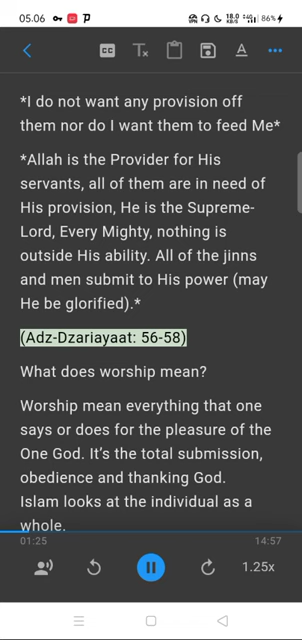 05.06
18.0 KB/S
4G
86%
CC
*I do not want any provision off
them nor do I want them to feed Me*
*Allah is the Provider for His
servants, all of them are in need of
His provision, He is the Supreme-
Lord, Every Mighty, nothing is
outside His ability. All of the jinns
and men submit to His power (may
He be glorified).*
(Adz-Dzariayaat: 56-58)
What does worship mean?
Worship mean everything that one
says or does for the pleasure of the
One God. It’s the total submission,
obedience and thanking God.
Islam looks at the individual as a
whole.
01:25
14:57
1.25x